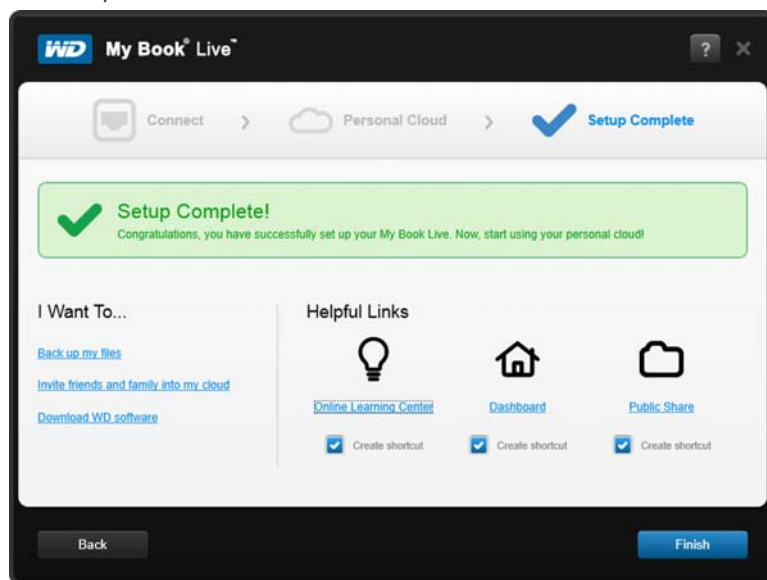 WD My Book® Live™ ?
Connect > Personal Cloud > Setup Complete
Setup Complete!
Congratulations, you have successfully set up your My Book Live. Now, start using your personal cloud!
I Want To...
Back up my files
Invite friends and family into my cloud
Download WD software
Helpful Links
Online Learning Center Dashboard Public Share
Create shortcut Create shortcut Create shortcut
Back Finish